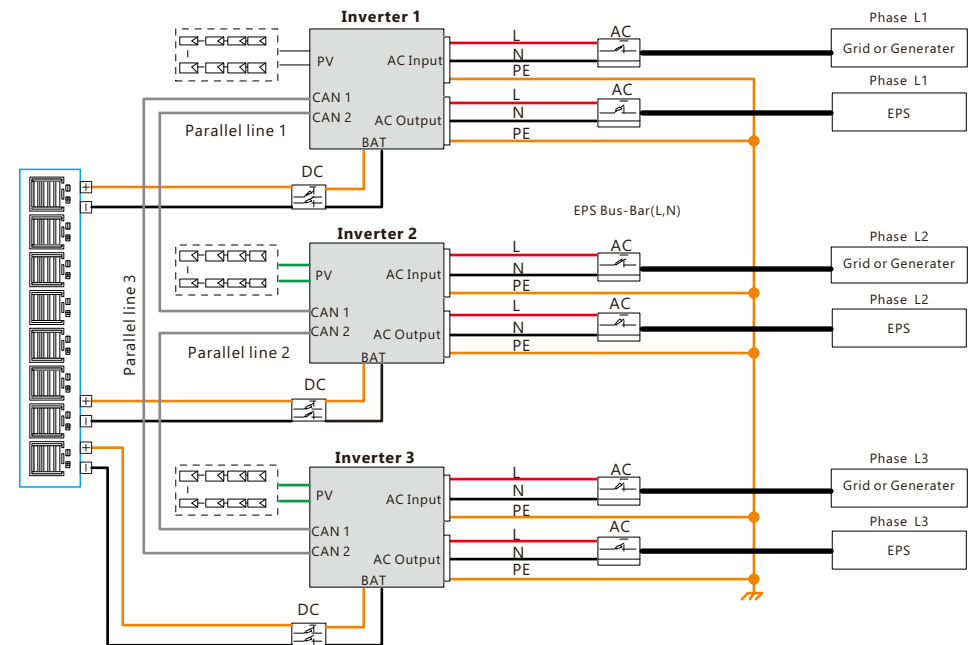 Inverter 1
PV
AC Input
CAN 1
CAN 2
AC Output
BAT
L
N
PE
AC
L
N
PE
AC
Phase L1
Grid or Generater
Phase L1
EPS
Parallel line 1
DC
+
−
EPS Bus-Bar(L,N)
Inverter 2
PV
AC Input
CAN 1
CAN 2
AC Output
BAT
L
N
PE
AC
L
N
PE
AC
Phase L2
Grid or Generater
Phase L2
EPS
Parallel line 3
Parallel line 2
DC
+
−
+
−
Inverter 3
PV
AC Input
CAN 1
CAN 2
AC Output
BAT
L
N
PE
AC
L
N
PE
AC
Phase L3
Grid or Generater
Phase L3
EPS
DC